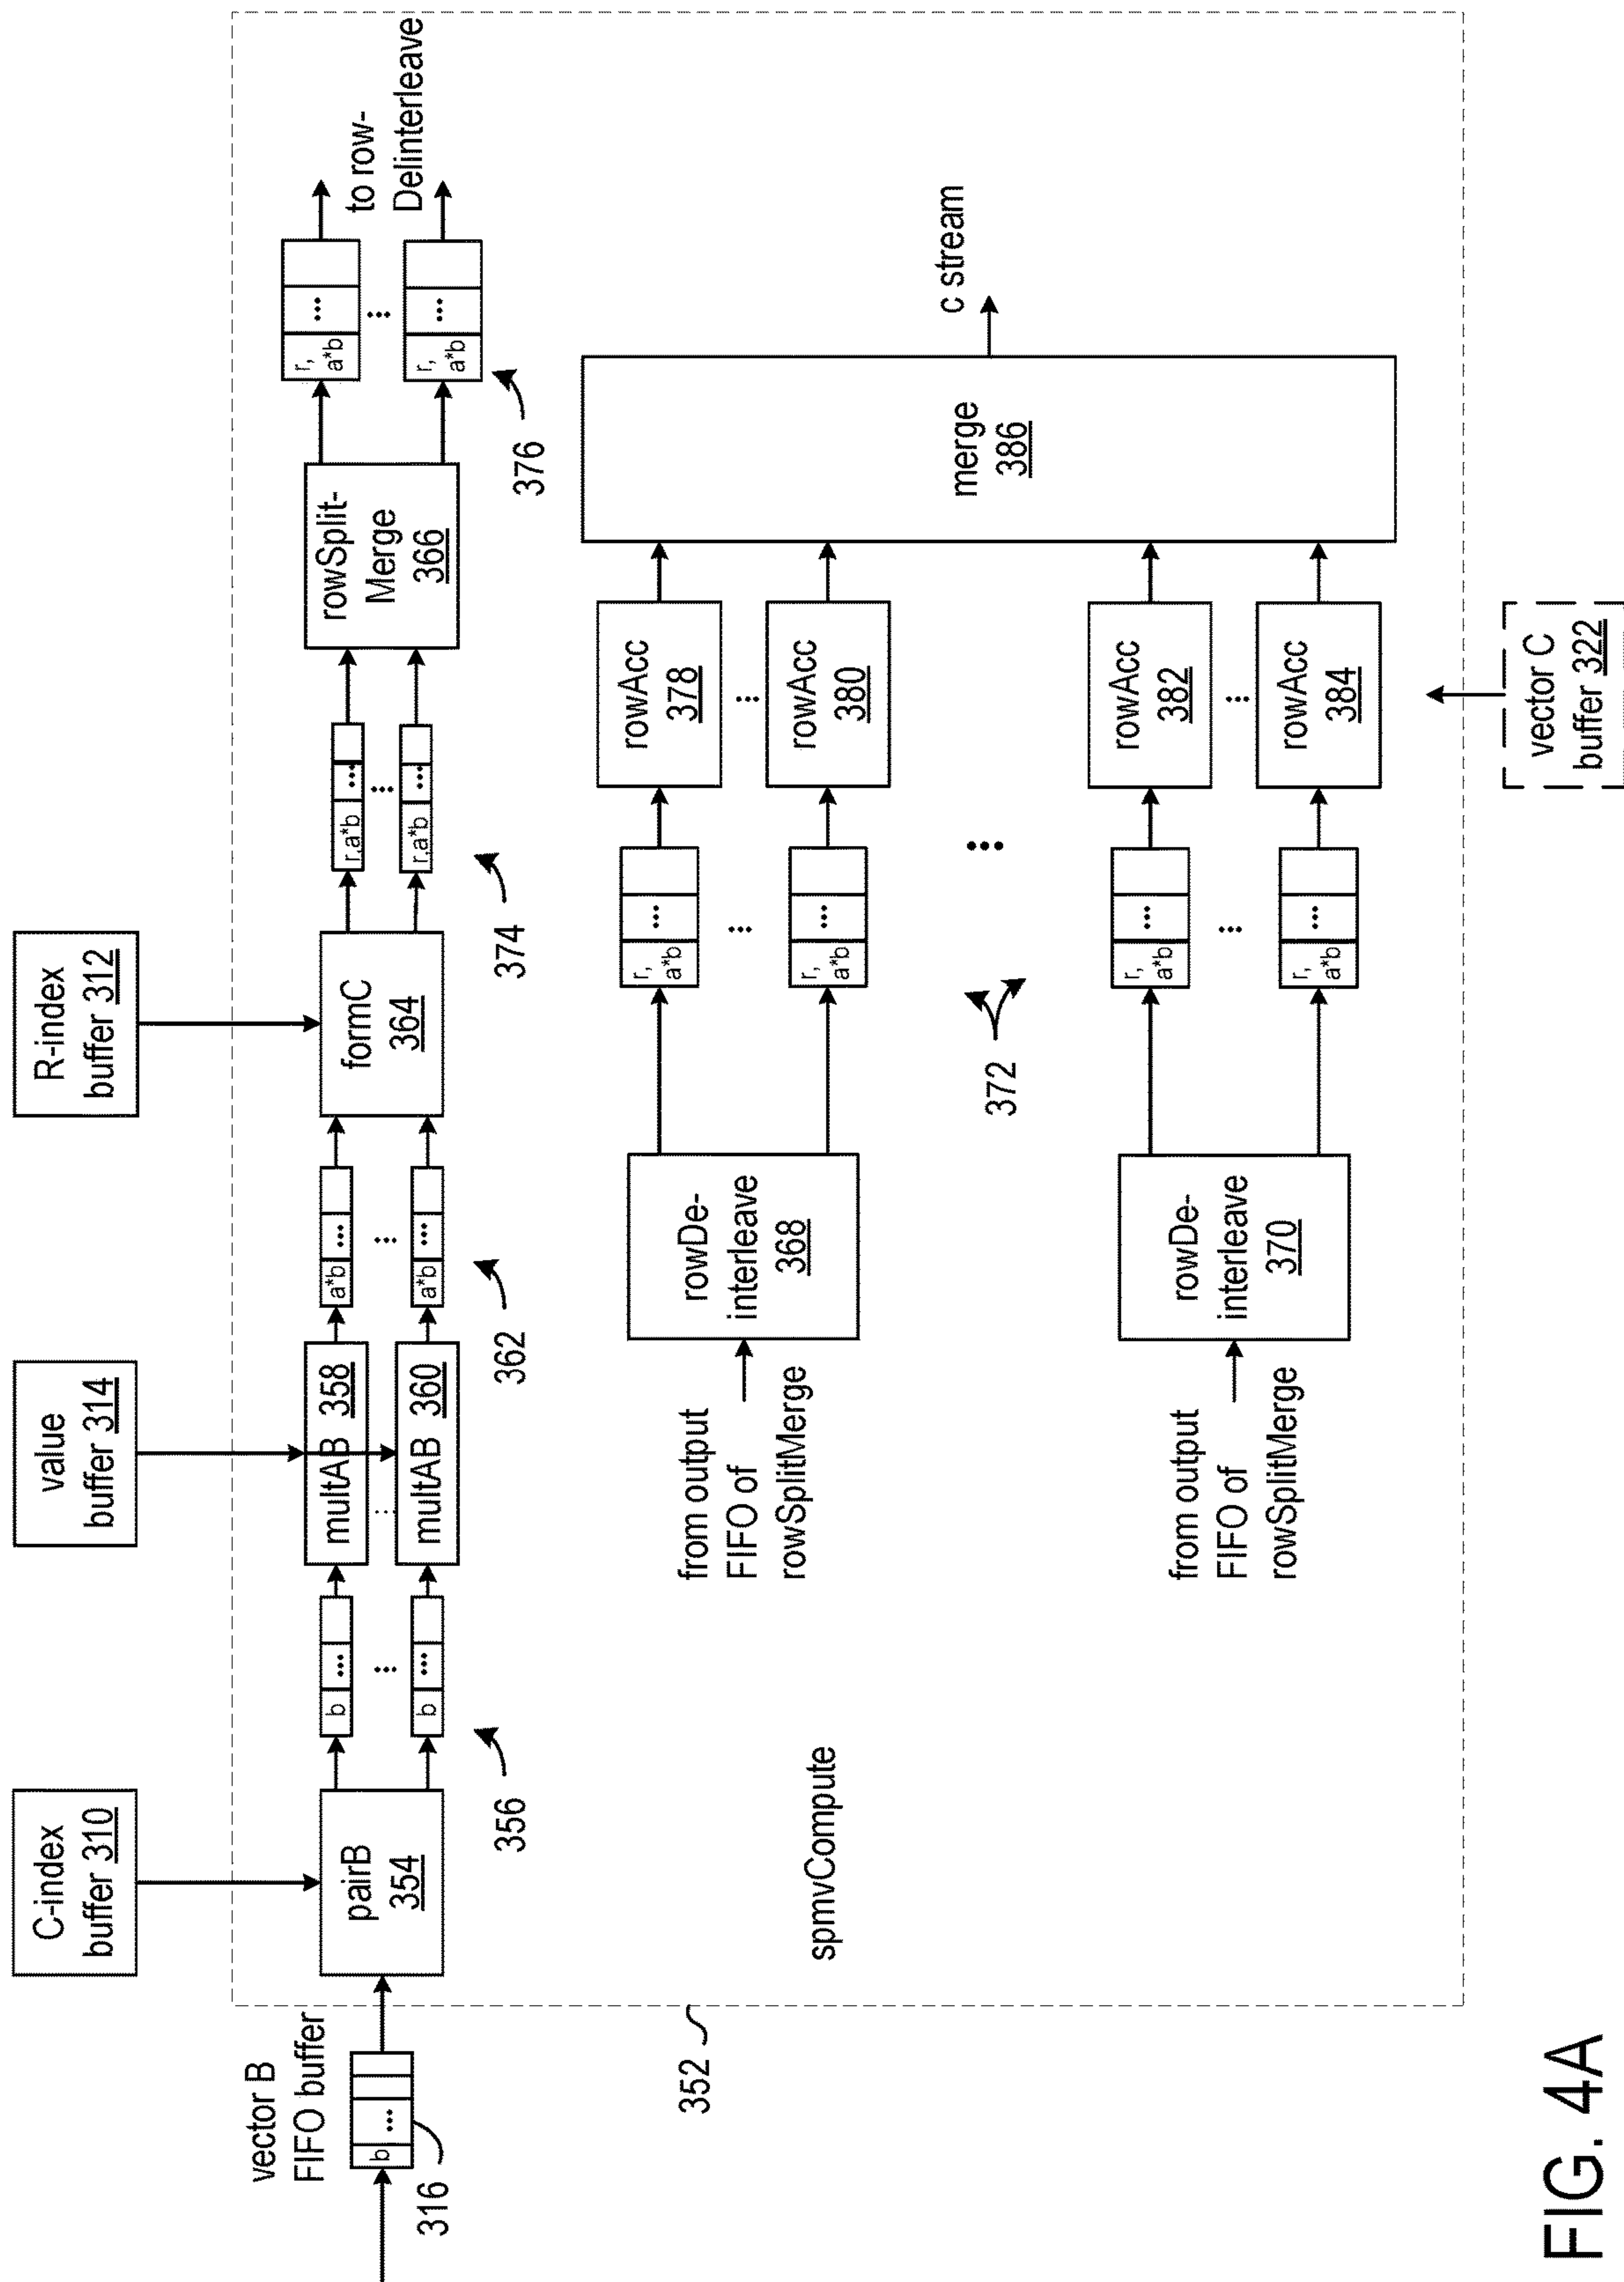 C-index
buffer 310
value
buffer 314
R-index
buffer 312
vector B
FIFO buffer
b
...
316
pairB
354
b
...
...
b
...
356
multAB 358
...
multAB 360
a*b
...
...
a*b
...
362
formC
364
r,a*b
...
...
r,a*b
...
374
rowSplit-
Merge
366
r,
a*b
...
...
r,
a*b
...
376
to row-
Delinterleave
352
spmvCompute
from output
FIFO of
rowSplitMerge
rowDe-
interleave
368
r,
a*b
...
...
r,
a*b
...
rowAcc
378
...
rowAcc
380
372
...
from output
FIFO of
rowSplitMerge
rowDe-
interleave
370
r,
a*b
...
...
r,
a*b
...
rowAcc
382
...
rowAcc
384
merge
386
c stream
vector C
buffer 322
FIG. 4A